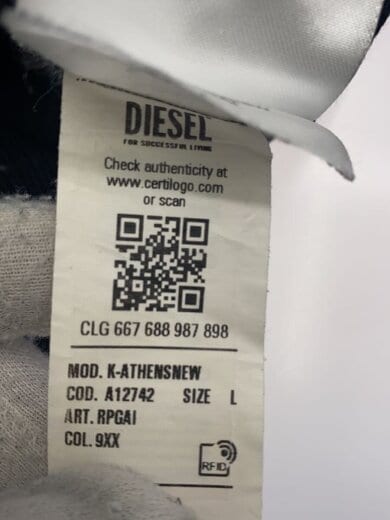 DIESEL
FOR SUCCESSFUL LIVING
Check authenticity at
www.certilogo.com
or scan
CLG 667 688 987 898
MOD. K-ATHENSNEW
COD. A12742 SIZE L
ART. RPGAI
COL. 9XX
RFID